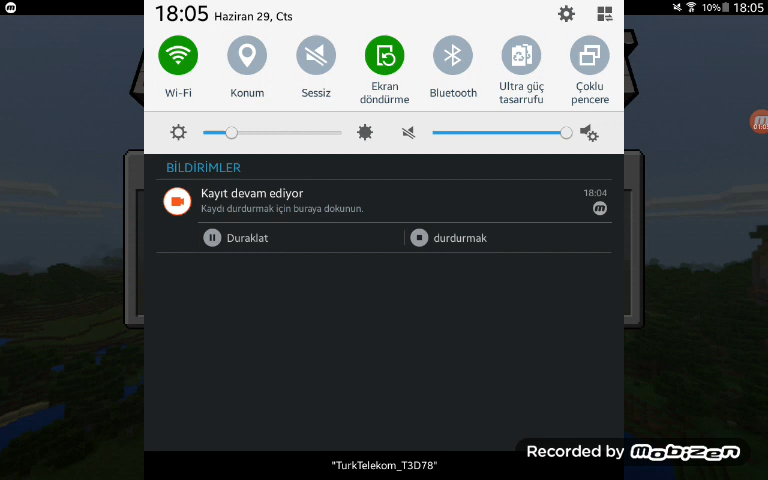 18:05 Haziran 29, Cts
10% 18:05
Wi-Fi
Konum
Sessiz
Ekran
döndürme
Bluetooth
Ultra güç
tasarrufu
Çoklu
pencere
BİLDİRİMLER
Kayıt devam ediyor
18:04
Kaydı durdurmak için buraya dokunun.
Duraklat
durdurmak
Recorded by Mobizen
"TurkTelekom_T3D78"